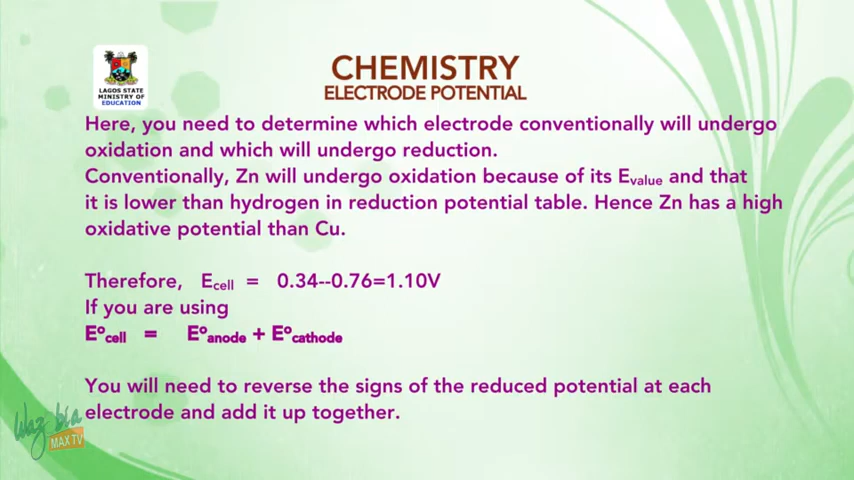 LAGOS STATE
MINISTRY OF
EDUCATION
CHEMISTRY
ELECTRODE POTENTIAL
Here, you need to determine which electrode conventionally will undergo
oxidation and which will undergo reduction.
Conventionally, Zn will undergo oxidation because of its Evalue and that
it is lower than hydrogen in reduction potential table. Hence Zn has a high
oxidative potential than Cu.
Therefore, Ecell = 0.34--0.76=1.10V
If you are using
E°cell = E°anode + E°cathode
You will need to reverse the signs of the reduced potential at each
electrode and add it up together.
MAX TV